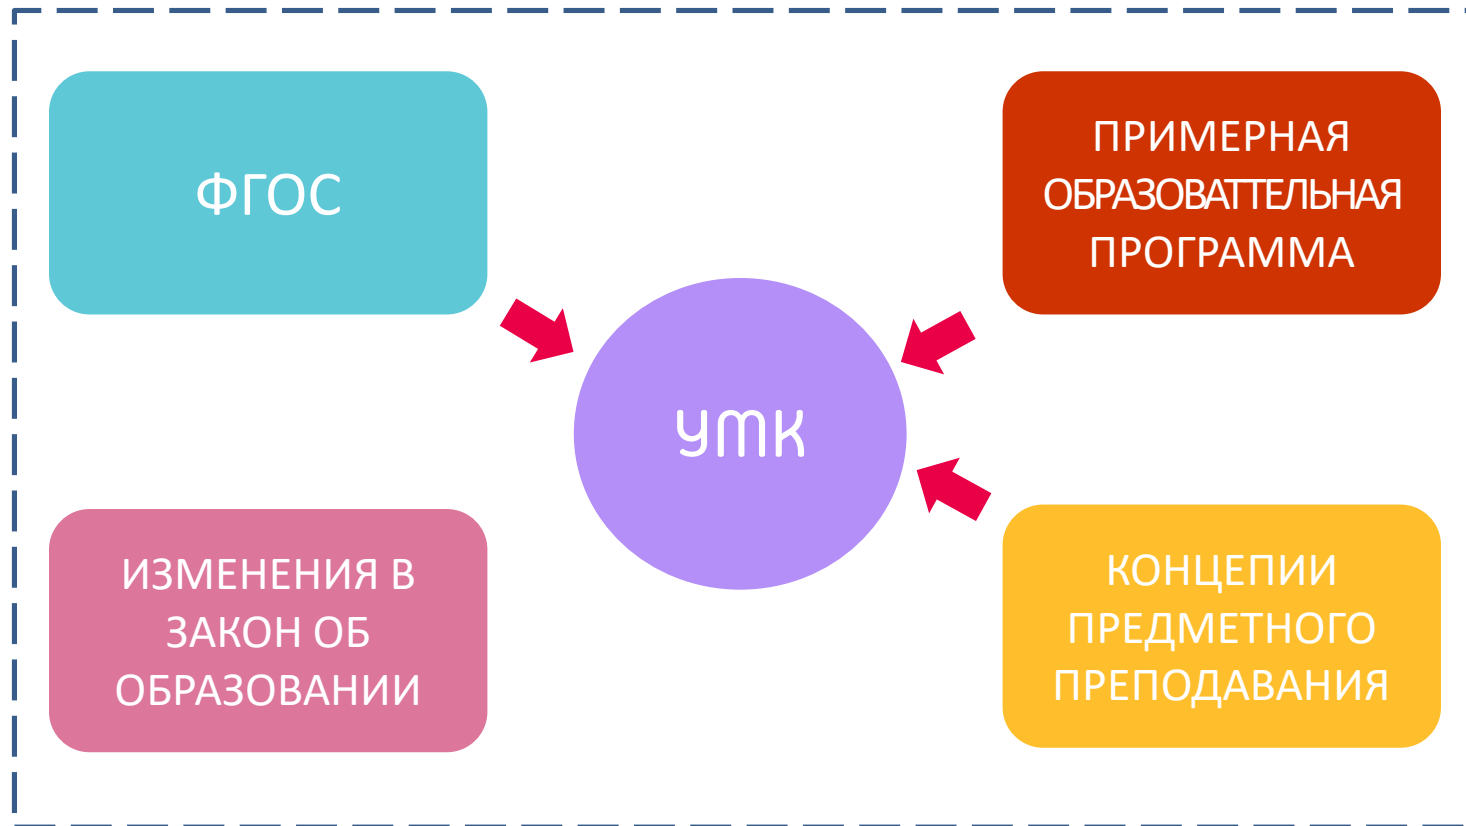 ФГОС
ПРИМЕРНАЯ
ОБРАЗОВАТТЕЛЬНАЯ
ПРОГРАММА
УМК
ИЗМЕНЕНИЯ В
ЗАКОН ОБ
ОБРАЗОВАНИИ
КОНЦЕПИИ
ПРЕДМЕТНОГО
ПРЕПОДАВАНИЯ